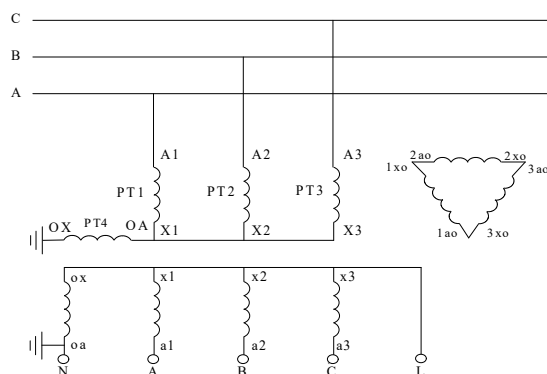 C
B
A
A1 A2 A3
2ao 2xo
1xo 3ao
PT1 PT2 PT3
OX PT4 OA X1 X2 X3
1ao 3xo
ox x1 x2 x3
oa a1 a2 a3
N A B C L